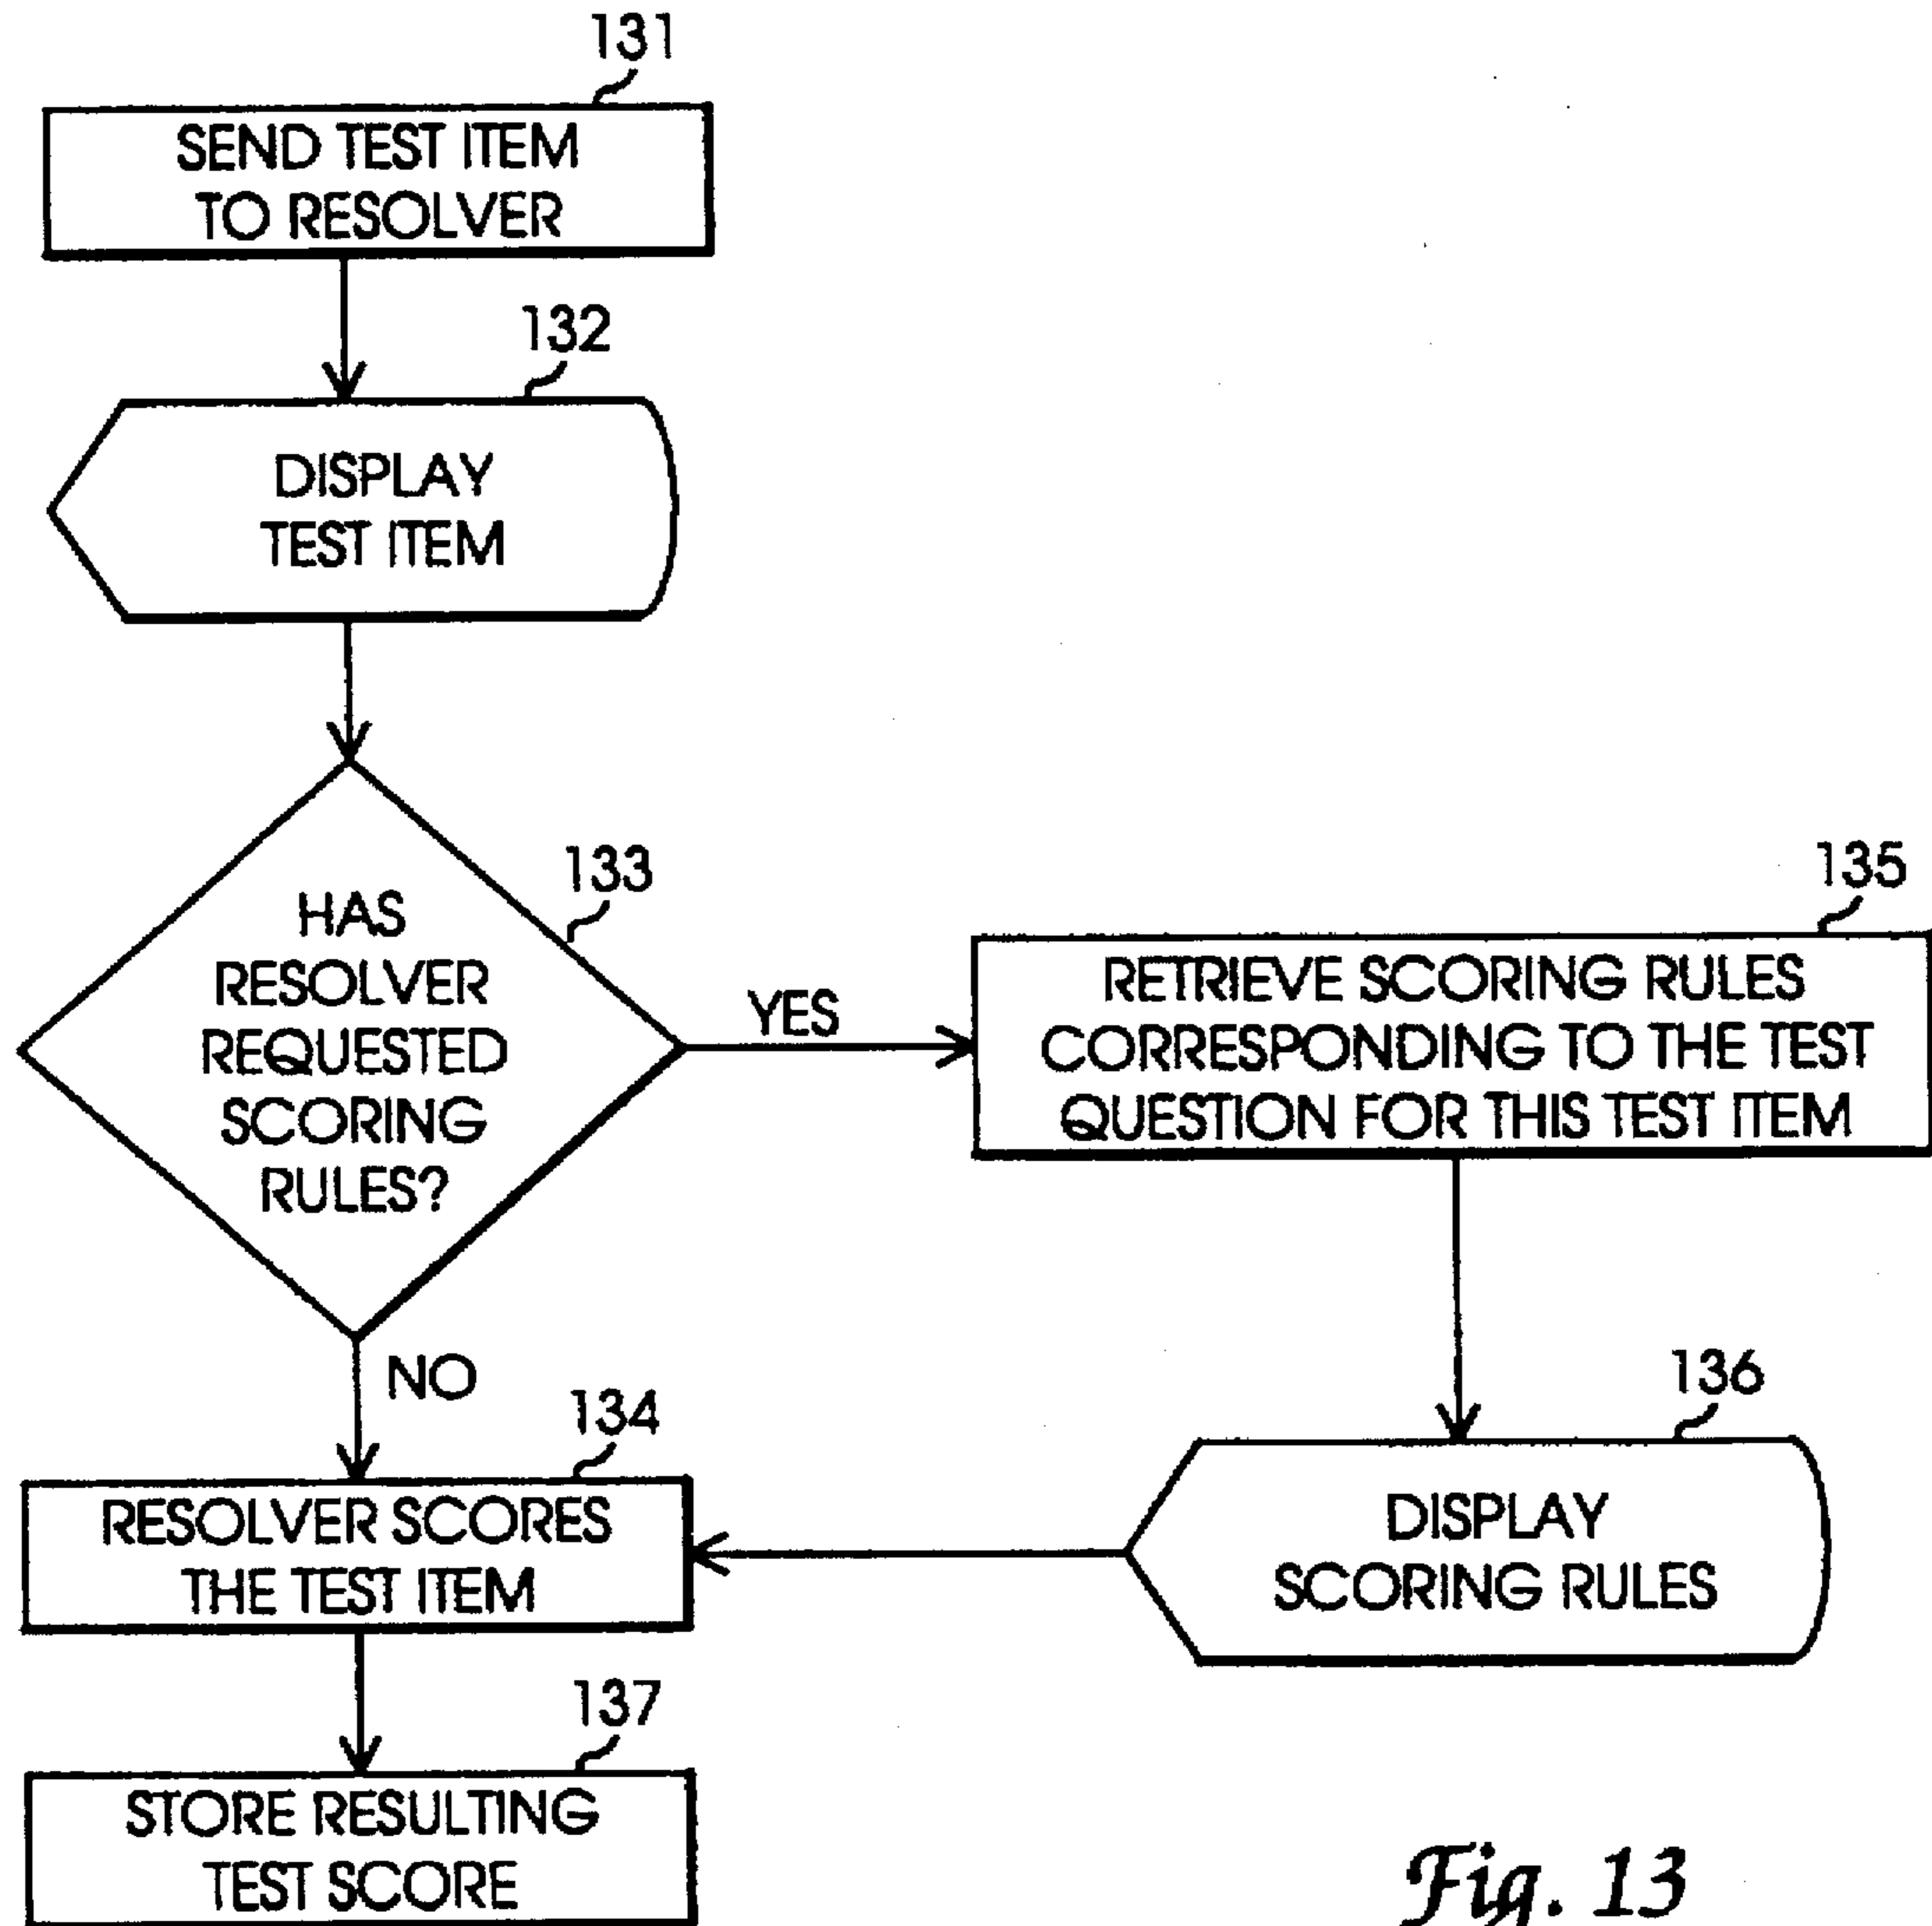 131
SEND TEST ITEM
TO RESOLVER
132
DISPLAY
TEST ITEM
133
HAS
RESOLVER
REQUESTED
SCORING
RULES?
YES
135
RETRIEVE SCORING RULES
CORRESPONDING TO THE TEST
QUESTION FOR THIS TEST ITEM
NO
134
RESOLVER SCORES
THE TEST ITEM
136
DISPLAY
SCORING RULES
137
STORE RESULTING
TEST SCORE
Fig. 13